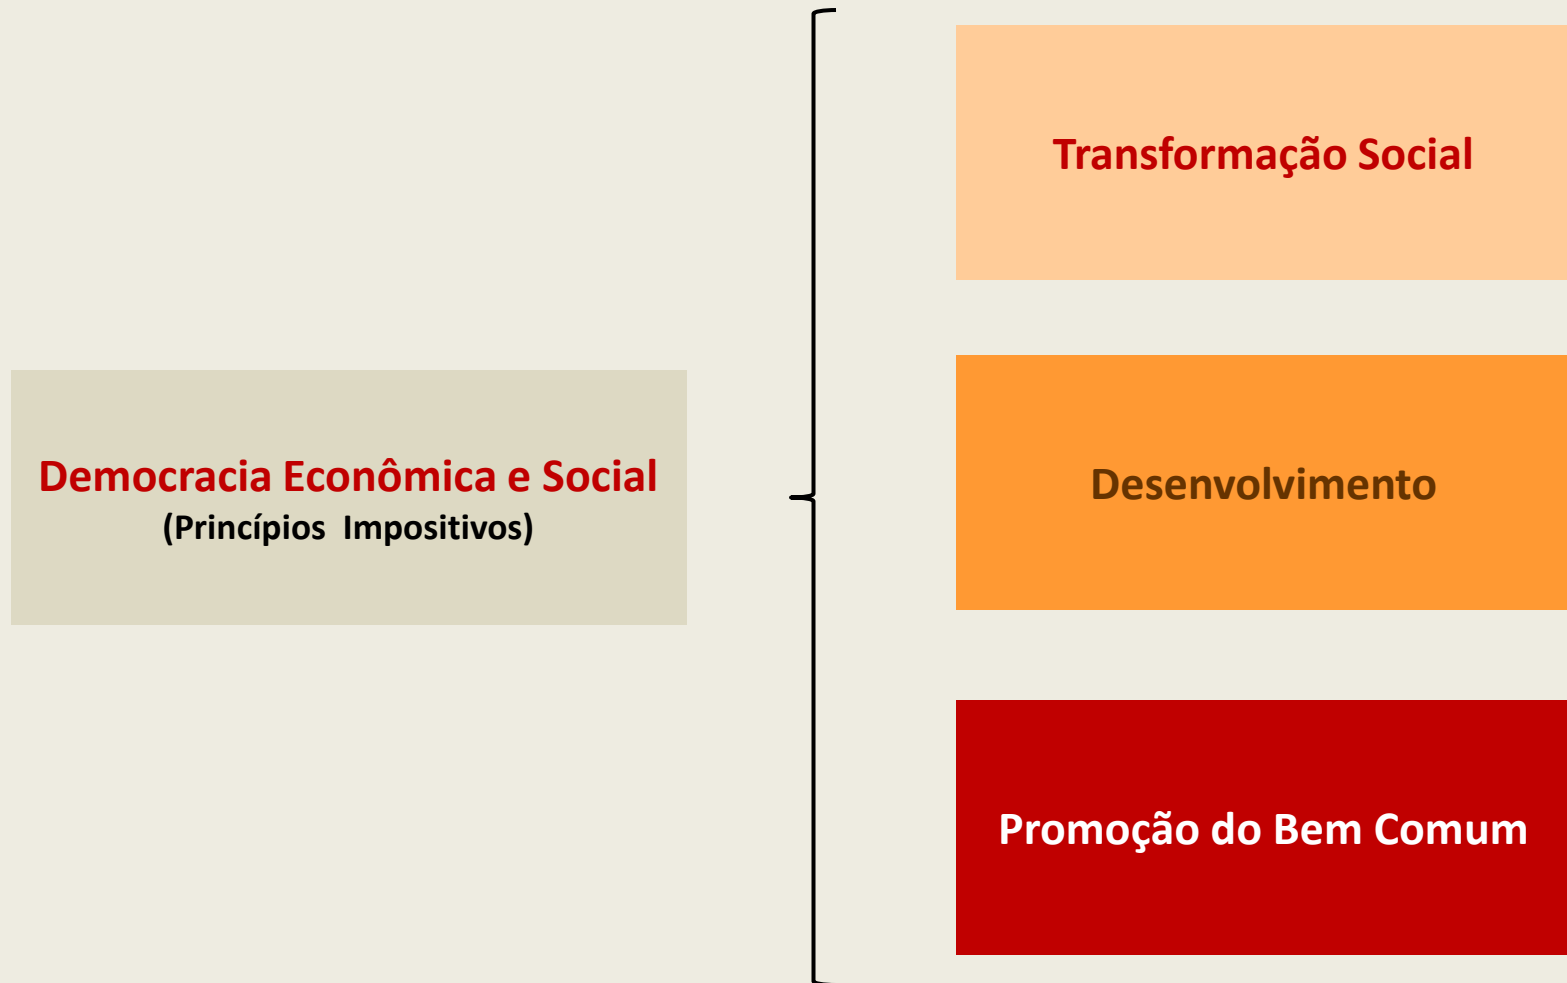 Transformação Social
Democracia Econômica e Social
(Princípios  Impositivos)
Desenvolvimento
Promoção do Bem Comum